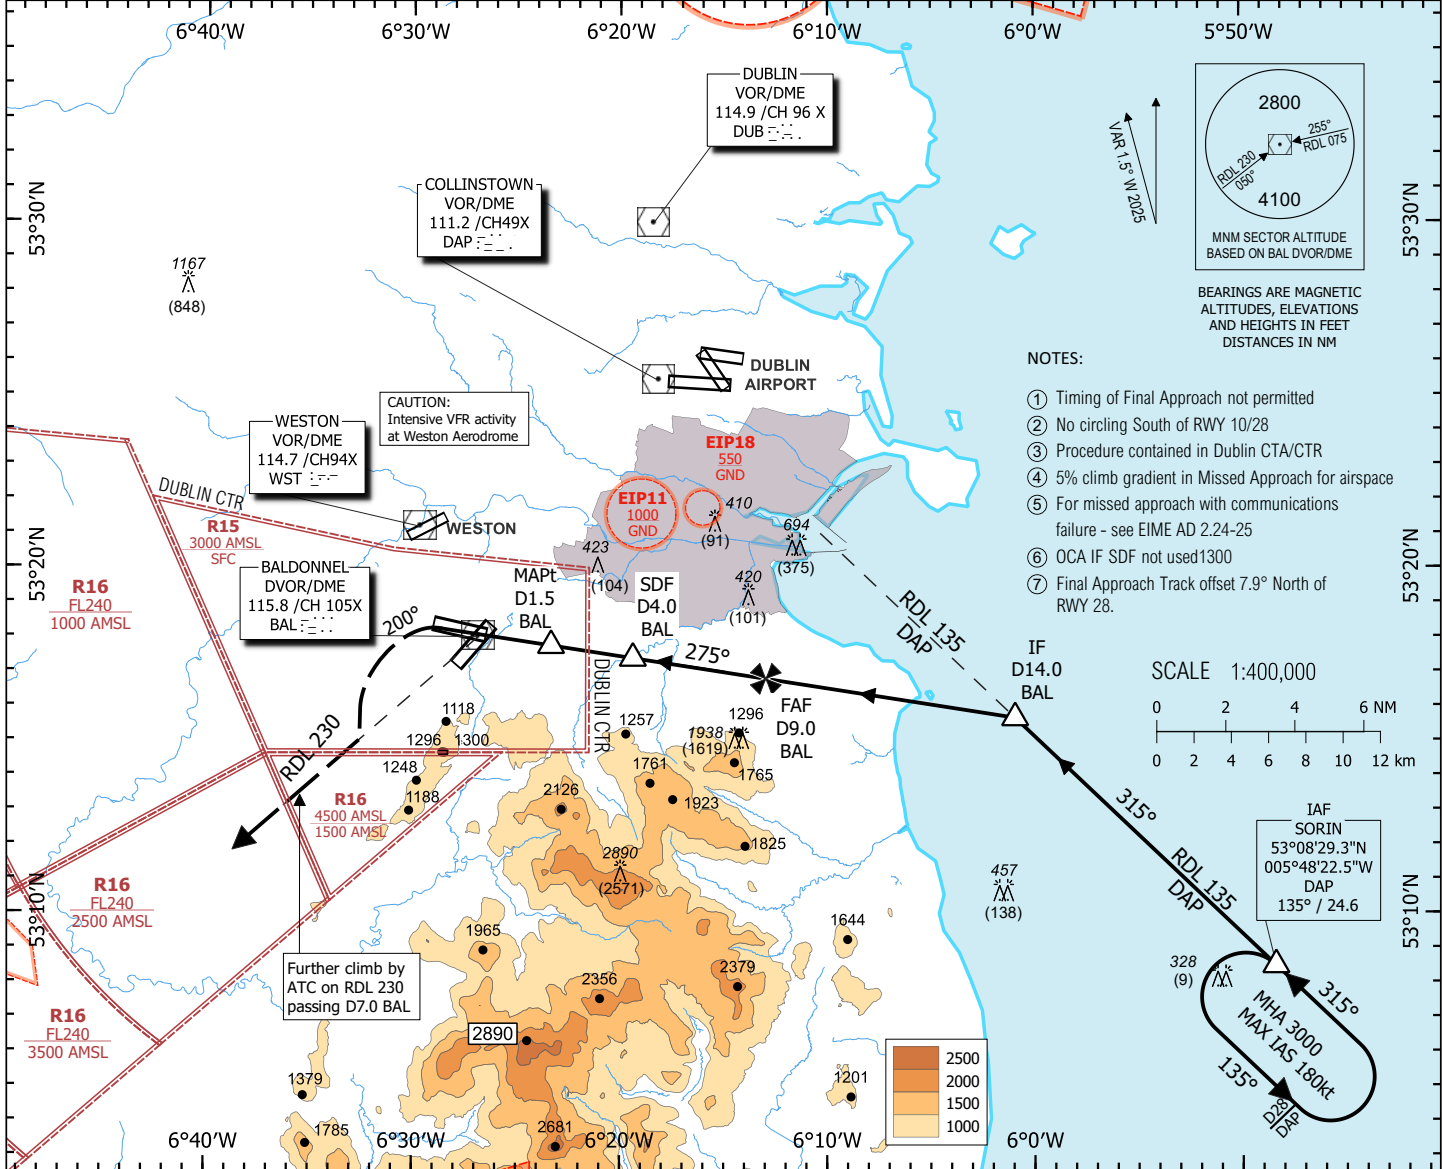 6°40'W
6°30'W
6°20'W
6°10'W
6°0'W
5°50'W
DUBLIN
VOR/DME
114.9 /CH 96 X
DUB
COLLINSTOWN
VOR/DME
111.2 /CH49X
DAP
VAR 1.5° W 2025
2800
255°
RDL 075
RDL 230
050°
4100
MNM SECTOR ALTITUDE
BASED ON BAL DVOR/DME
53°30'N
53°30'N
1167
(848)
BEARINGS ARE MAGNETIC
ALTITUDES, ELEVATIONS
AND HEIGHTS IN FEET
DISTANCES IN NM
DUBLIN
AIRPORT
NOTES:
1 Timing of Final Approach not permitted
2 No circling South of RWY 10/28
3 Procedure contained in Dublin CTA/CTR
4 5% climb gradient in Missed Approach for airspace
5 For missed approach with communications
failure - see EIME AD 2.24-25
6 OCA IF SDF not used1300
7 Final Approach Track offset 7.9° North of
RWY 28.
CAUTION:
Intensive VFR activity
at Weston Aerodrome
WESTON
VOR/DME
114.7 /CH94X
WST
WESTON
EIP18
550
GND
EIP11
1000
GND
410
(91)
694
(375)
423
(104)
420
(101)
DUBLIN CTR
R15
3000 AMSL
SFC
53°20'N
53°20'N
R16
FL240
1000 AMSL
BALDONNEL
DVOR/DME
115.8 /CH 105X
BAL
200°
MAPt
D1.5
BAL
SDF
D4.0
BAL
275°
DUBLIN CTR
FAF
D9.0
BAL
RDL 135
DAP
IF
D14.0
BAL
SCALE 1:400,000
0 2 4 6 NM
0 2 4 6 8 10 12 km
RDL 230
1118
1296
1300
1248
1188
1257
1938
(1619)
1296
1765
1761
1923
2126
1825
2890
(2571)
R16
4500 AMSL
1500 AMSL
315°
RDL 135
DAP
IAF
SORIN
53°08'29.3"N
005°48'22.5"W
DAP
135° / 24.6
457
(138)
53°10'N
53°10'N
R16
FL240
2500 AMSL
1965
1644
2356
2379
328
(9)
Further climb by
ATC on RDL 230
passing D7.0 BAL
R16
FL240
3500 AMSL
2890
315°
MHA 3000
MAX IAS 180kt
135°
D28
DAP
1379
1201
1785
2681
2500
2000
1500
1000
6°40'W
6°30'W
6°20'W
6°10'W
6°0'W